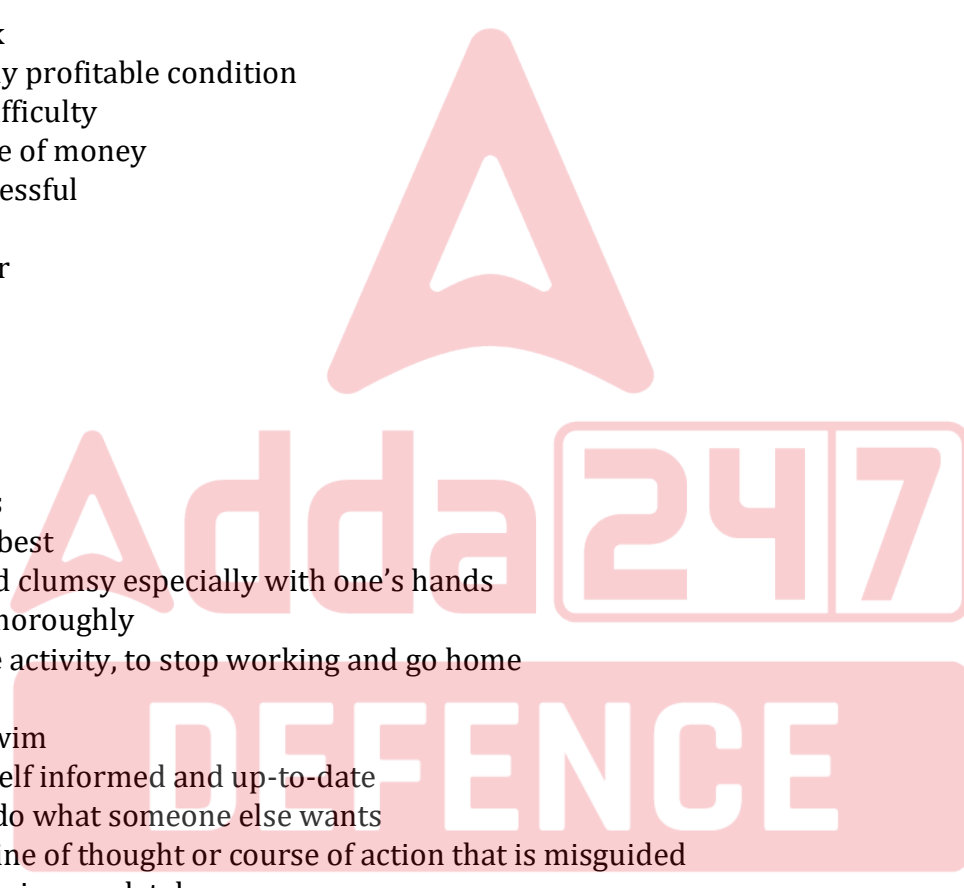 y profitable condition
fficulty
e of money
essful
r
s
best
d clumsy especially with one's hands
horoughly
e activity, to stop working and go home
wim
elf informed and up-to-date
do what someone else wants
ine of thought or course of action that is misguided
Adda247
DEFENCE